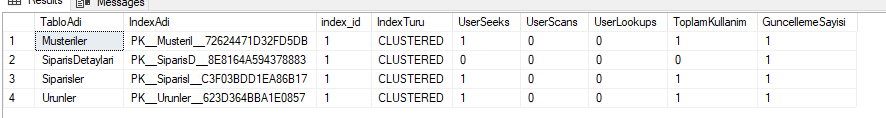 Results Messages
TabloAdi IndexAdi index_id IndexTuru UserSeeks UserScans UserLookups ToplamKullanim GuncellemeSayisi
1 Musteriler PK__Musteril__72624471D32FD5DB 1 CLUSTERED 1 0 0 1 1
2 SiparisDetaylari PK__SiparisD__8E8164A594378883 1 CLUSTERED 0 0 0 0 1
3 Siparisler PK__Siparisl__C3F03BDD1EA86B17 1 CLUSTERED 1 0 0 1 1
4 Urunler PK__Urunler__623D364BBA1E0857 1 CLUSTERED 1 0 0 1 1